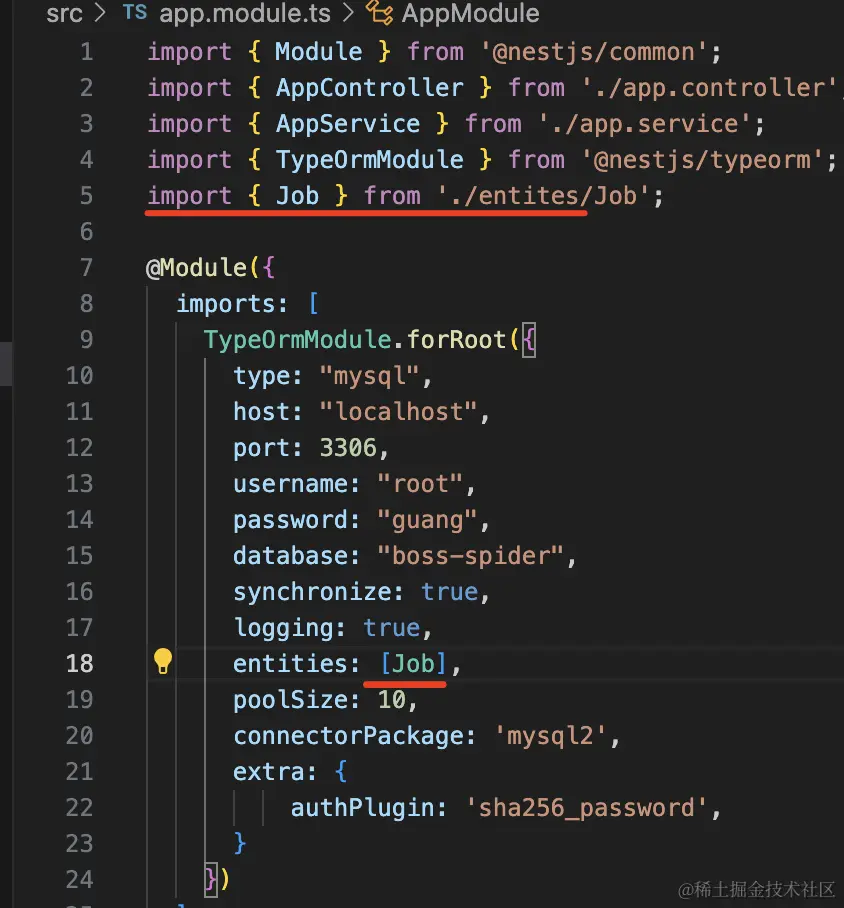 src > TS app.module.ts > AppModule
1 import { Module } from '@nestjs/common';
2 import { AppController } from './app.controller'
3 import { AppService } from './app.service';
4 import { TypeOrmModule } from '@nestjs/typeorm';
5 import { Job } from './entites/Job';
6
7 @Module({
8 imports: [
9 TypeOrmModule.forRoot({
10 type: "mysql",
11 host: "localhost",
12 port: 3306,
13 username: "root",
14 password: "guang",
15 database: "boss-spider",
16 synchronize: true,
17 logging: true,
18 entities: [Job],
19 poolSize: 10,
20 connectorPackage: 'mysql2',
21 extra: {
22 authPlugin: 'sha256_password',
23 }
24 })
@稀土掘金技术社区